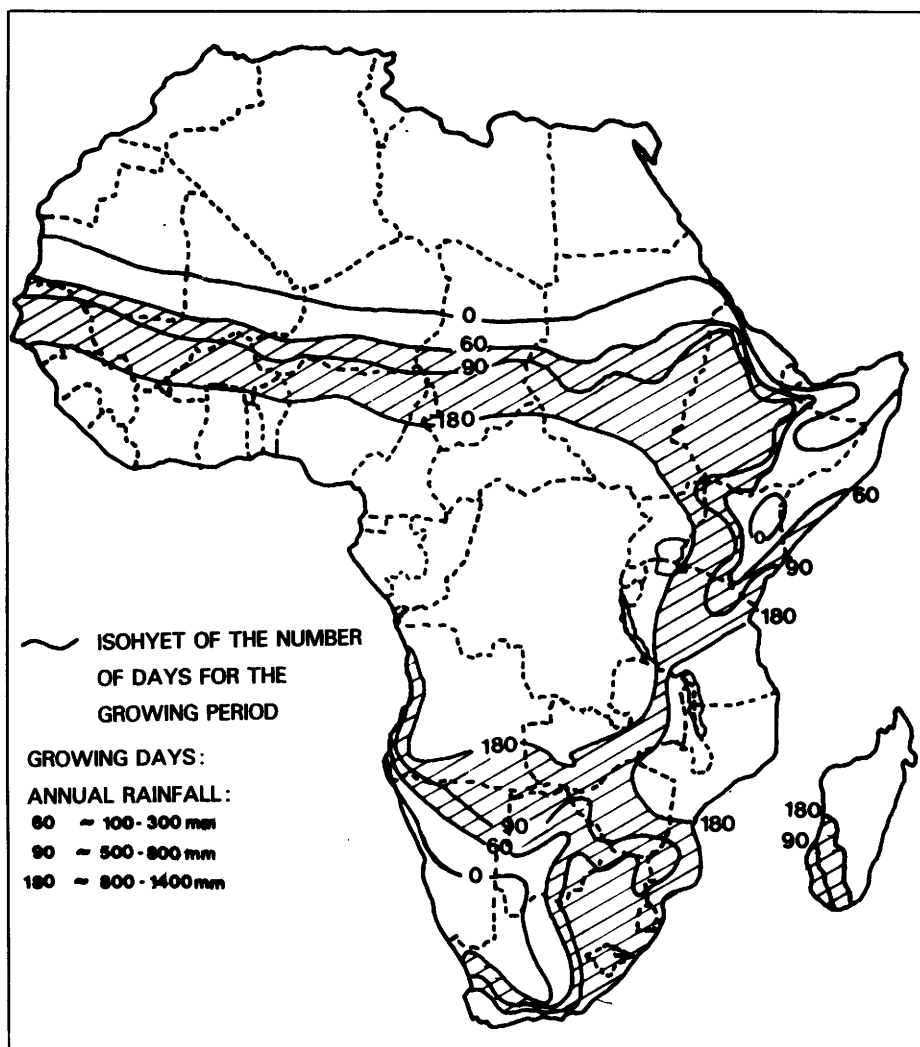 0
60
90
180
60
0
90
180
ISOHYET OF THE NUMBER
OF DAYS FOR THE
GROWING PERIOD
180
GROWING DAYS:
ANNUAL RAINFALL:
60 ~ 100-300 mm
90 ~ 500-800 mm
180 ~ 800-1400 mm
90
60
180
0
180
90